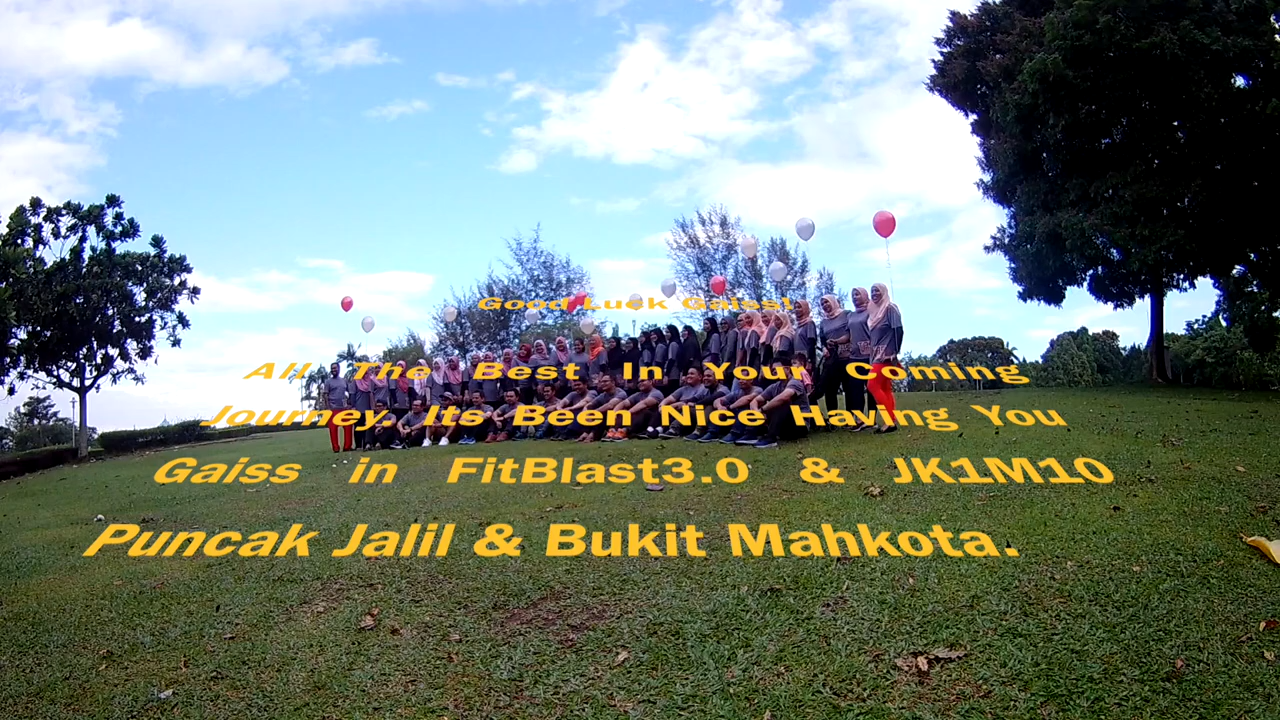 Good Luck Gaiss!
All The Best In Your Coming
Journey. Its Been Nice Having You
Gaiss in FitBlast3.0 & JK1M10
Puncak Jalil & Bukit Mahkota.